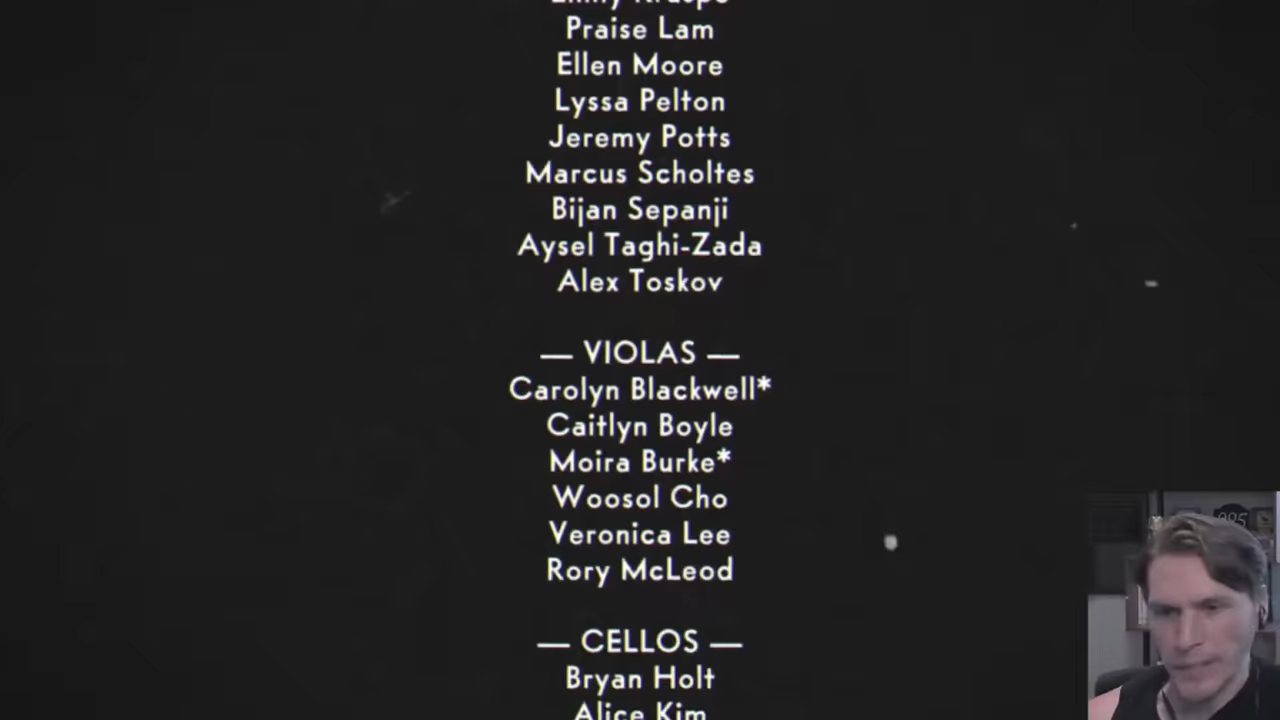 Praise Lam
Ellen Moore
Lyssa Pelton
Jeremy Potts
Marcus Scholtes
Bijan Sepanji
Aysel Taghi-Zada
Alex Toskov
— VIOLAS —
Carolyn Blackwell*
Caitlyn Boyle
Moira Burke*
Woosol Cho
Veronica Lee
Rory McLeod
— CELLOS —
Bryan Holt
Alice Kim